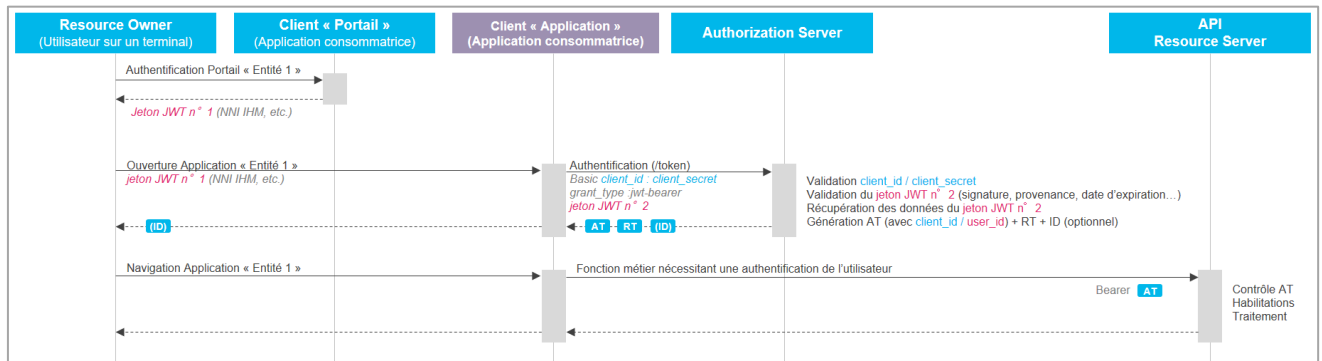 Resource Owner
(Utilisateur sur un terminal)
Client « Portail »
(Application consommatrice)
Client « Application »
(Application consommatrice)
Authorization Server
API
Resource Server
Authentification Portail « Entité 1 »
Jeton JWT n° 1 (NNI IHM, etc.)
Ouverture Application « Entité 1 »
jeton JWT n° 1 (NNI IHM, etc.)
Authentification (/token)
Basic client_id : client_secret
grant_type :jwt-bearer
jeton JWT n° 2
Validation client_id / client_secret
Validation du jeton JWT n° 2 (signature, provenance, date d'expiration…)
Récupération des données du jeton JWT n° 2
Génération AT (avec client_id / user_id) + RT + ID (optionnel)
(ID)
AT RT (ID)
Navigation Application « Entité 1 »
Fonction métier nécessitant une authentification de l'utilisateur
Bearer AT
Contrôle AT
Habilitations
Traitement